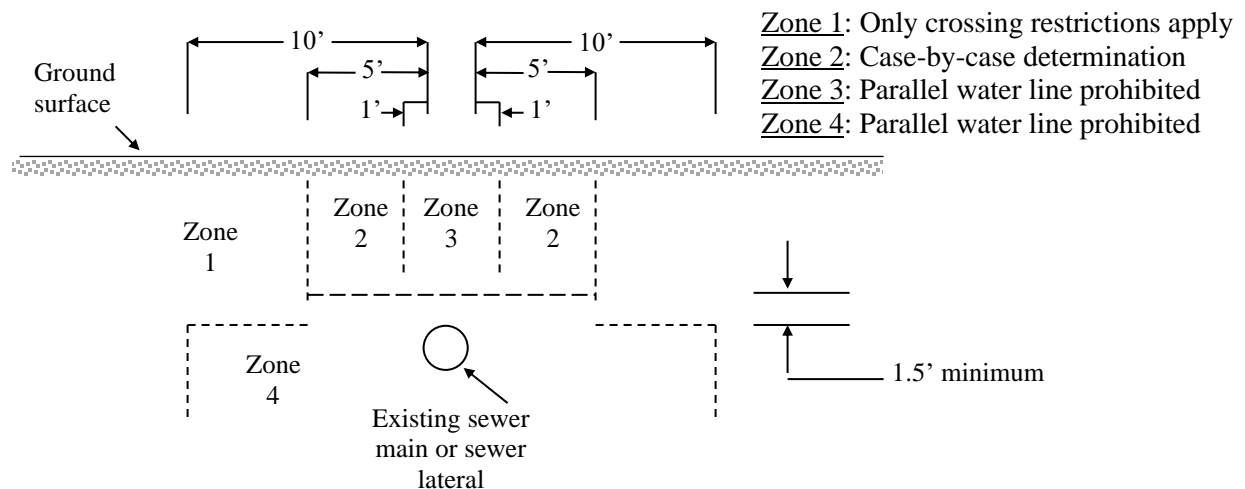 Zone 1: Only crossing restrictions apply
Zone 2: Case-by-case determination
Zone 3: Parallel water line prohibited
Zone 4: Parallel water line prohibited
10’
10’
5’
5’
1’
1’
Ground
surface
Zone
1
Zone
2
Zone
3
Zone
2
Zone
4
1.5’ minimum
Existing sewer
main or sewer
lateral